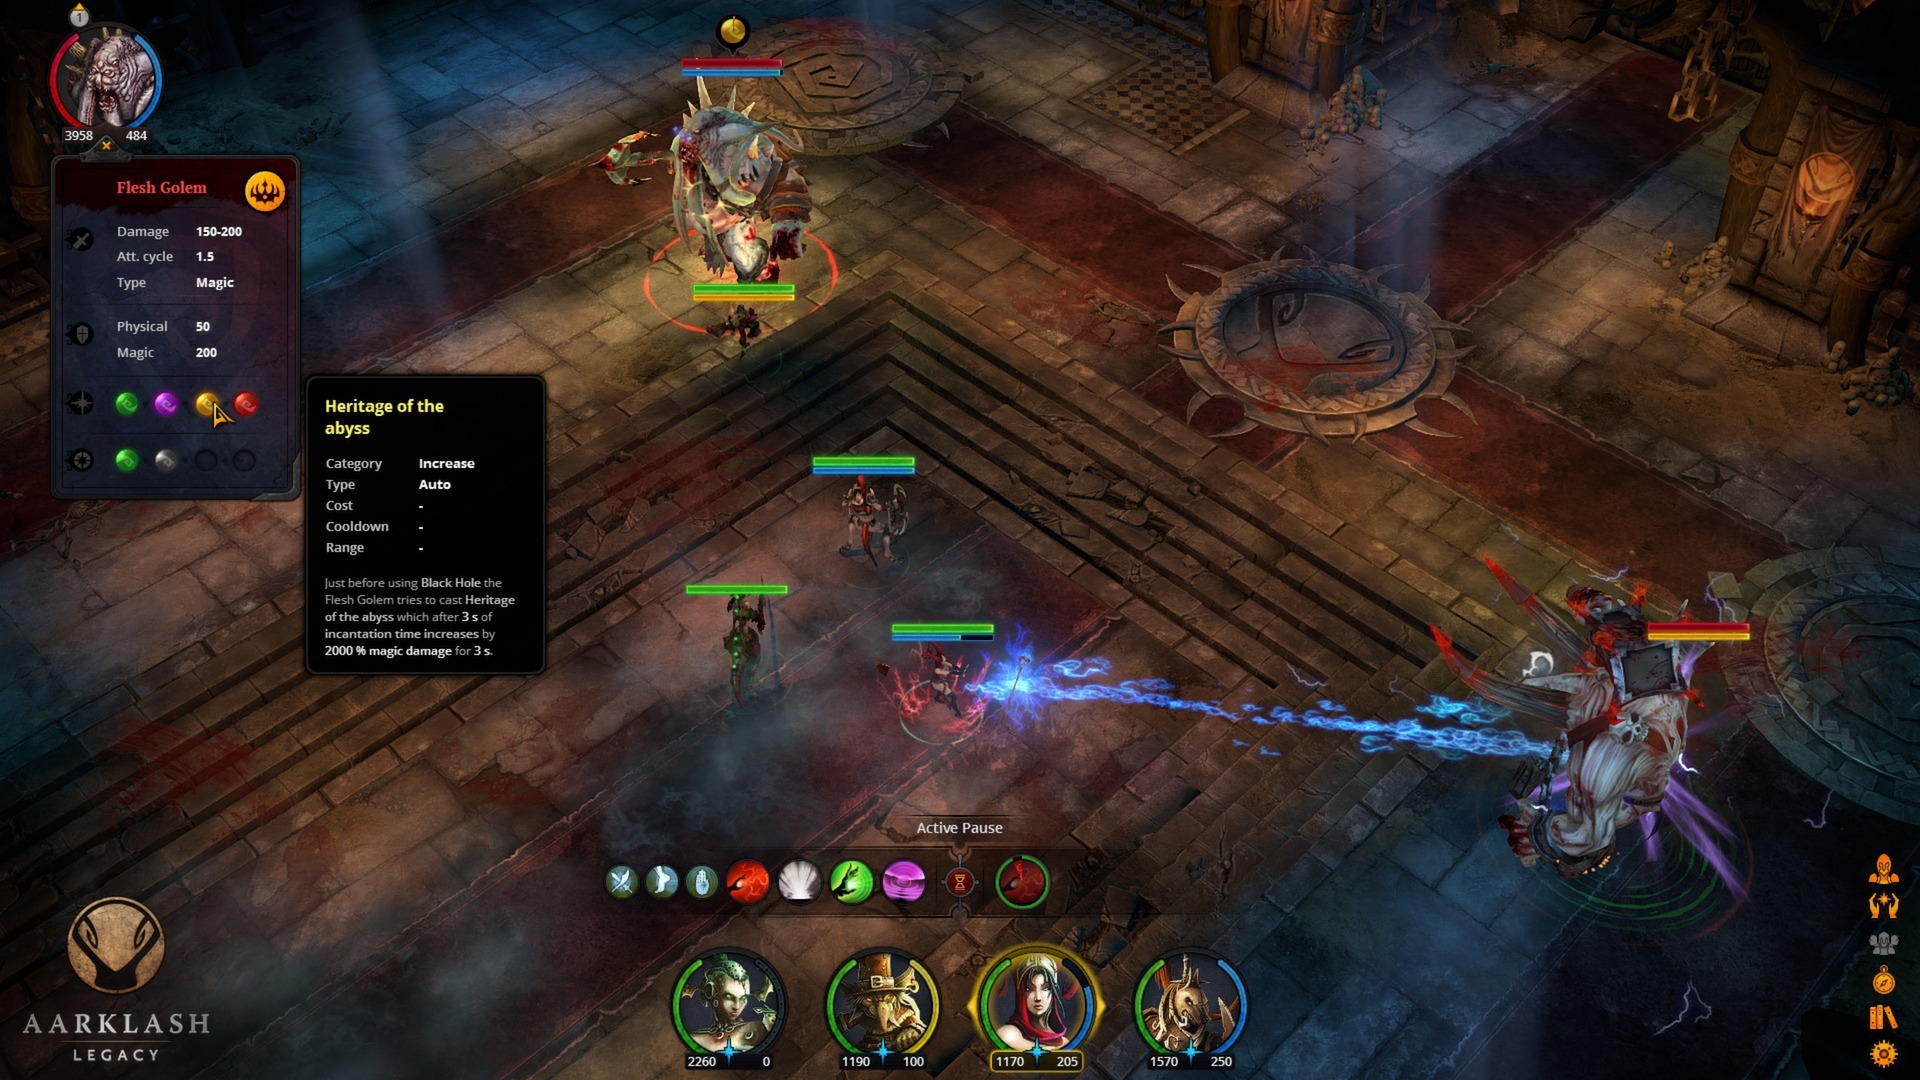 1
3958 484
Flesh Golem
Damage 150-200
Att. cycle 1.5
Type Magic
Physical 50
Magic 200
Heritage of the
abyss
Category Increase
Type Auto
Cost -
Cooldown -
Range -
Just before using Black Hole the
Flesh Golem tries to cast Heritage
of the abyss which after 3 s of
incantation time increases by
2000 % magic damage for 3 s.
Active Pause
2260 0
1190 100
1170 205
1570 250
AARKLASH
LEGACY